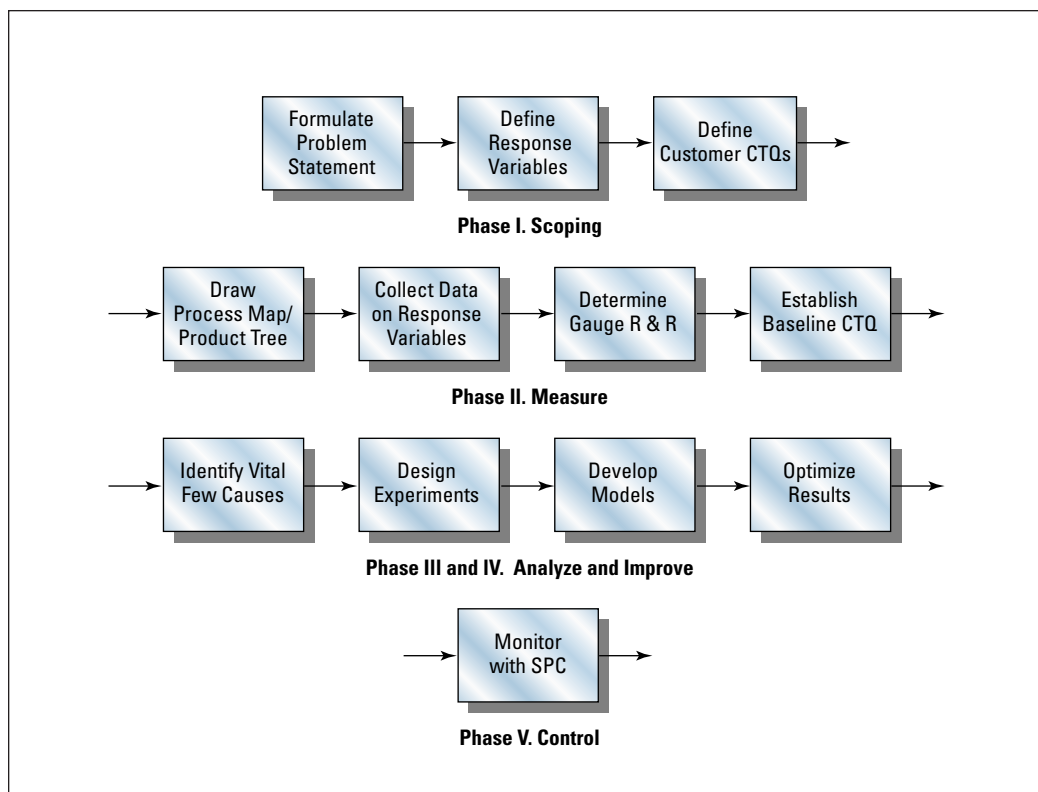 Formulate
Problem
Statement
Define
Response
Variables
Define
Customer CTQs
Phase I. Scoping
Draw
Process Map/
Product Tree
Collect Data
on Response
Variables
Determine
Gauge R & R
Establish
Baseline CTQ
Phase II. Measure
Identify Vital
Few Causes
Design
Experiments
Develop
Models
Optimize
Results
Phase III and IV. Analyze and Improve
Monitor
with SPC
Phase V. Control